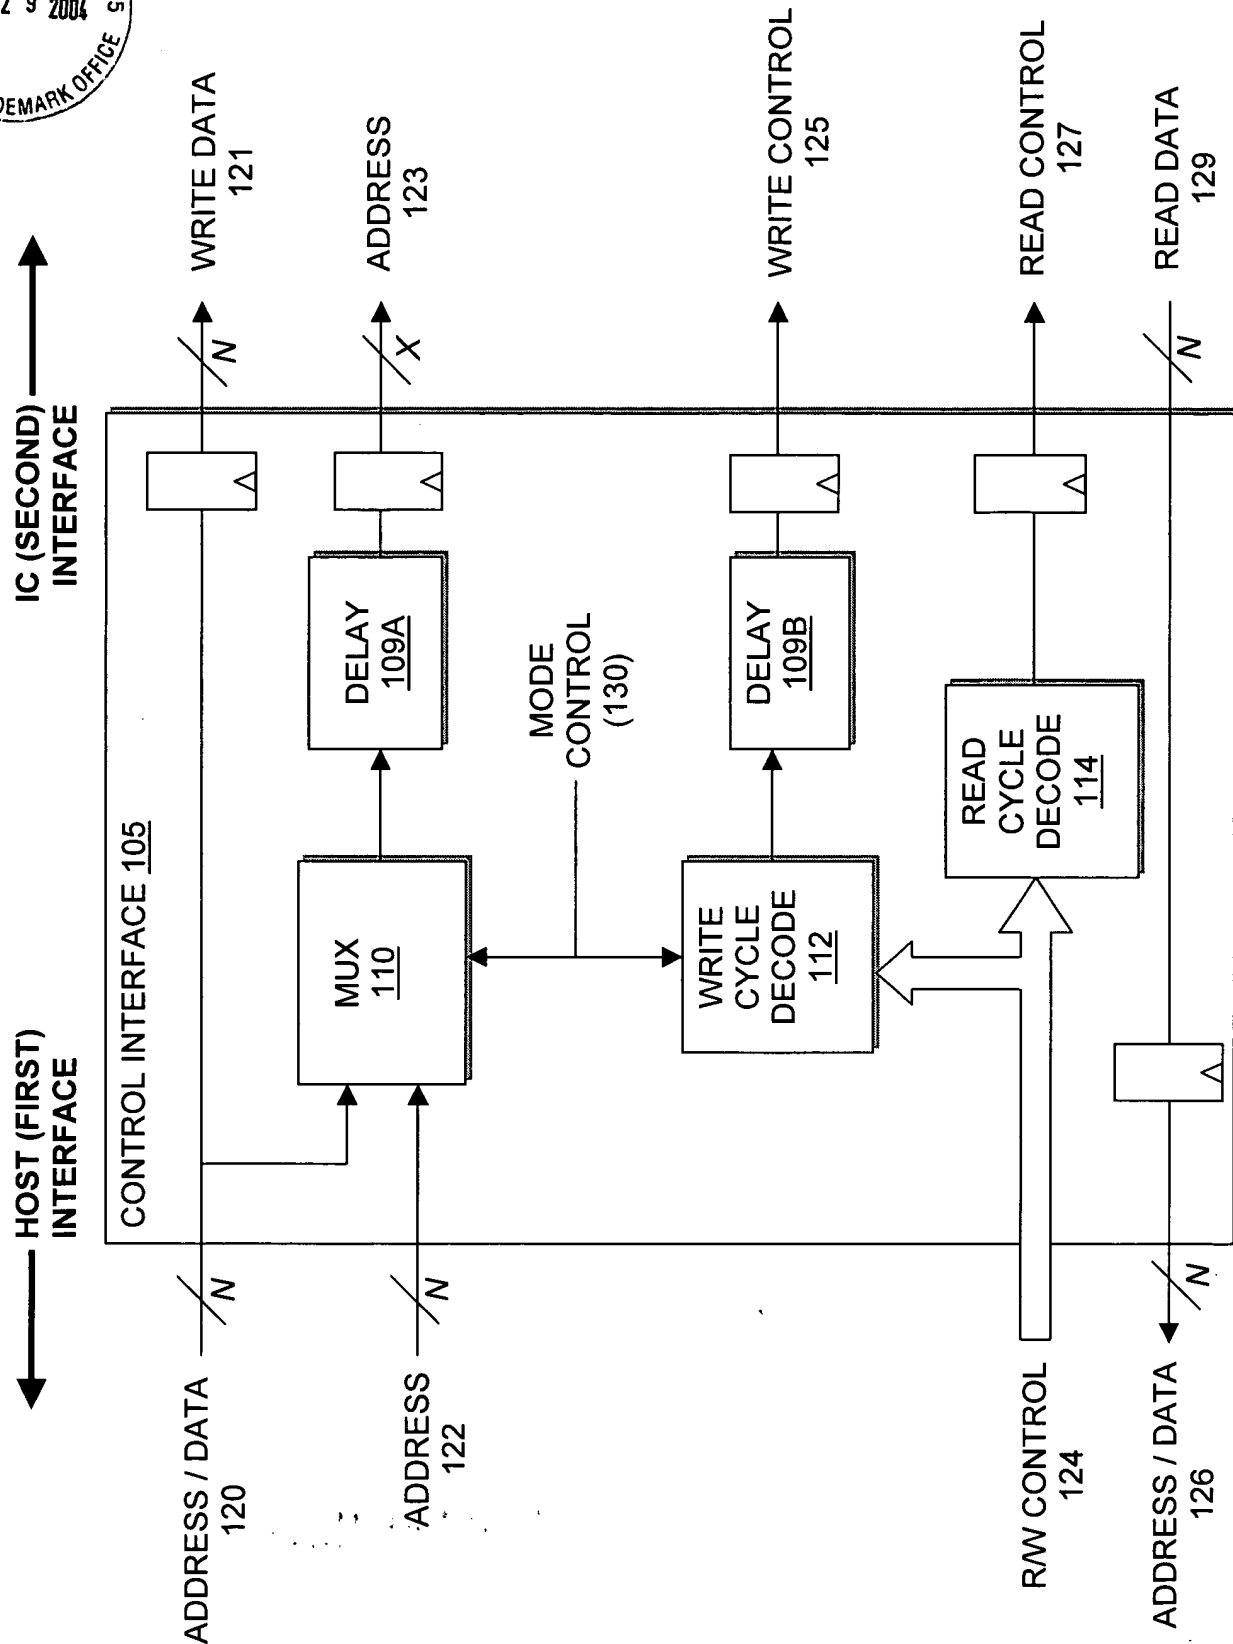 HOST (FIRST)
INTERFACE
IC (SECOND)
INTERFACE
CONTROL INTERFACE 105
ADDRESS / DATA
120
N
N
WRITE DATA
121
ADDRESS
122
N
MUX
110
DELAY
109A
X
ADDRESS
123
MODE
CONTROL
(130)
WRITE
CYCLE
DECODE
112
DELAY
109B
WRITE CONTROL
125
R/W CONTROL
124
READ
CYCLE
DECODE
114
READ CONTROL
127
ADDRESS / DATA
126
N
N
READ DATA
129
9 2004
DEMARK OFFICE